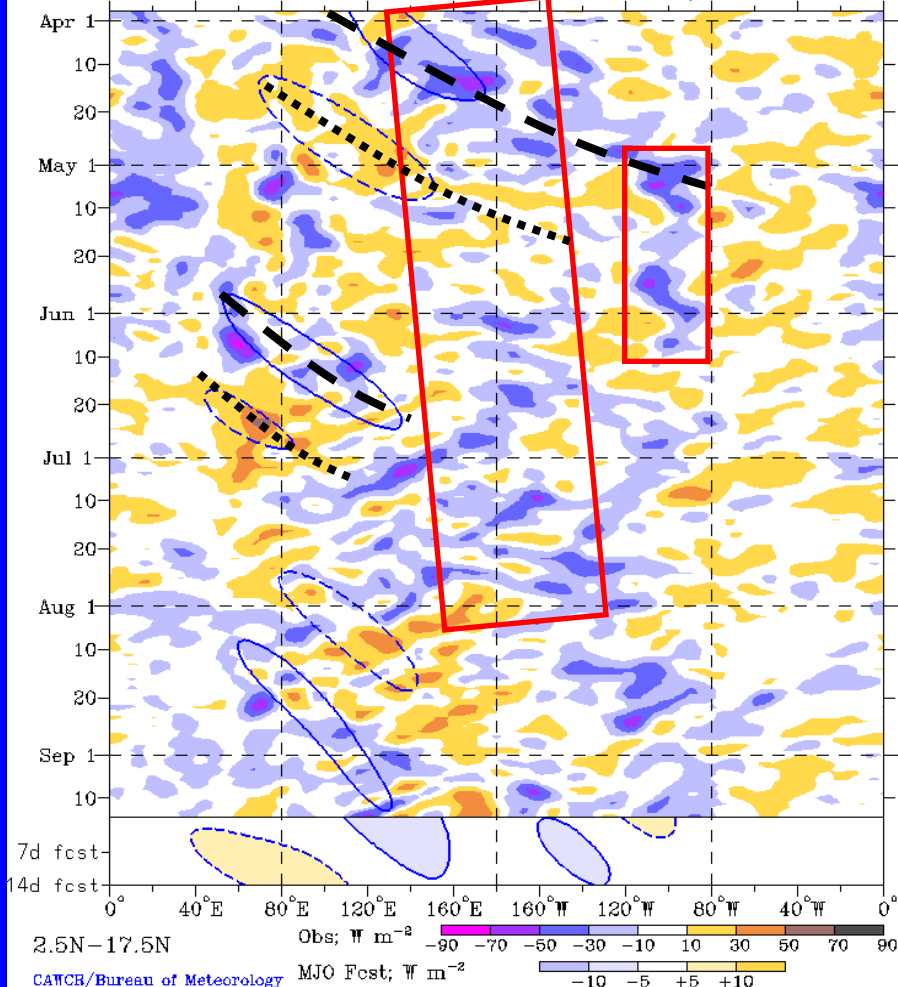 Apr 1
10
20
May 1
10
20
Jun 1
10
20
Jul 1
10
20
Aug 1
10
20
Sep 1
10
7d fcst
14d fcst
0° 40°E 80°E 120°E 160°E 160°W 120°W 80°W 40°W 0°
2.5N-17.5N
Obs; W m⁻²
-90 -70 -50 -30 -10 10 30 50 70 90
CAWCR/Bureau of Meteorology
MJO Fcst; W m⁻²
-10 -5 +5 +10